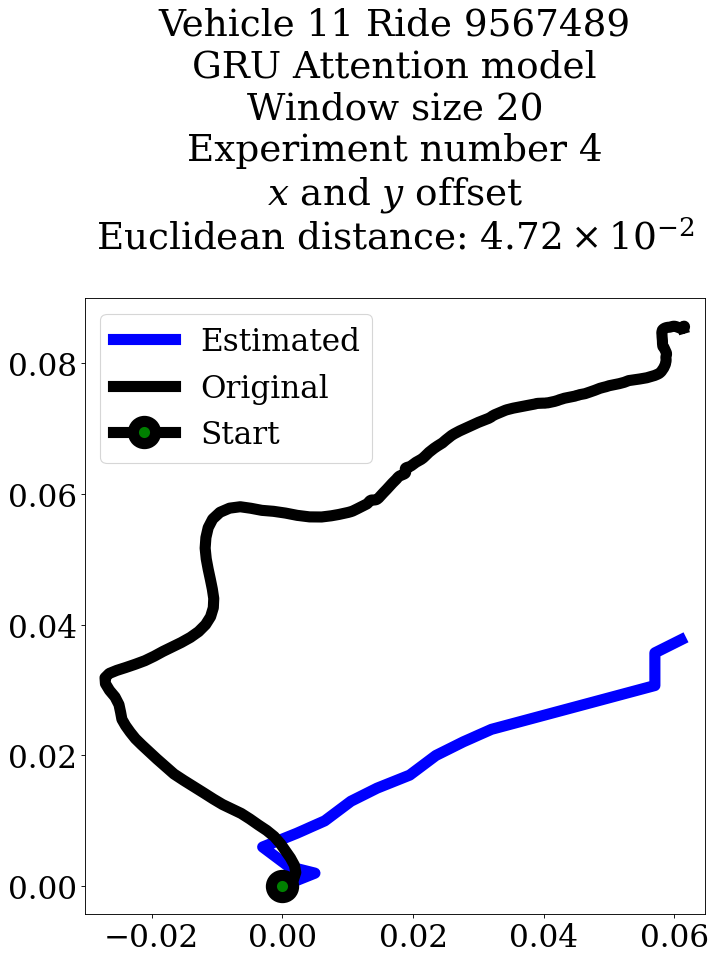 Vehicle 11 Ride 9567489
GRU Attention model
Window size 20
Experiment number 4
x and y offset
Euclidean distance: 4.72 × 10⁻²
Estimated
Original
Start
0.08
0.06
0.04
0.02
0.00
−0.02 0.00 0.02 0.04 0.06